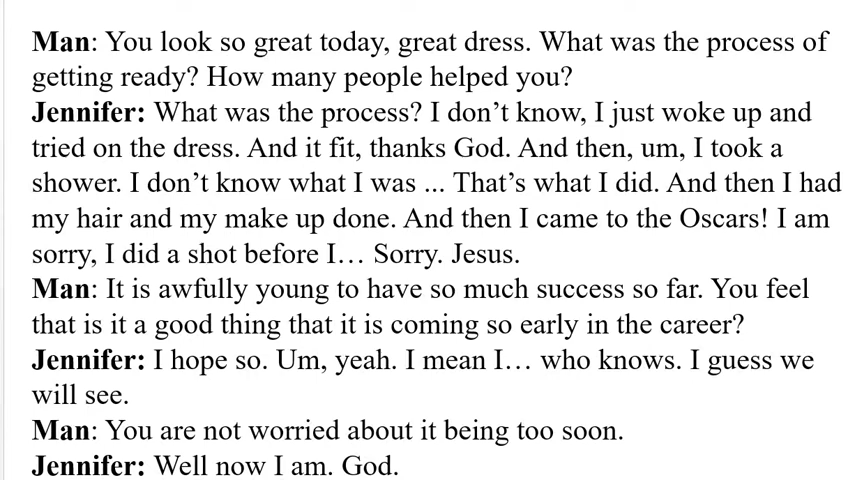 Man: You look so great today, great dress. What was the process of
getting ready? How many people helped you?
Jennifer: What was the process? I don’t know, I just woke up and
tried on the dress. And it fit, thanks God. And then, um, I took a
shower. I don’t know what I was ... That’s what I did. And then I had
my hair and my make up done. And then I came to the Oscars! I am
sorry, I did a shot before I… Sorry. Jesus.
Man: It is awfully young to have so much success so far. You feel
that is it a good thing that it is coming so early in the career?
Jennifer: I hope so. Um, yeah. I mean I… who knows. I guess we
will see.
Man: You are not worried about it being too soon.
Jennifer: Well now I am. God.